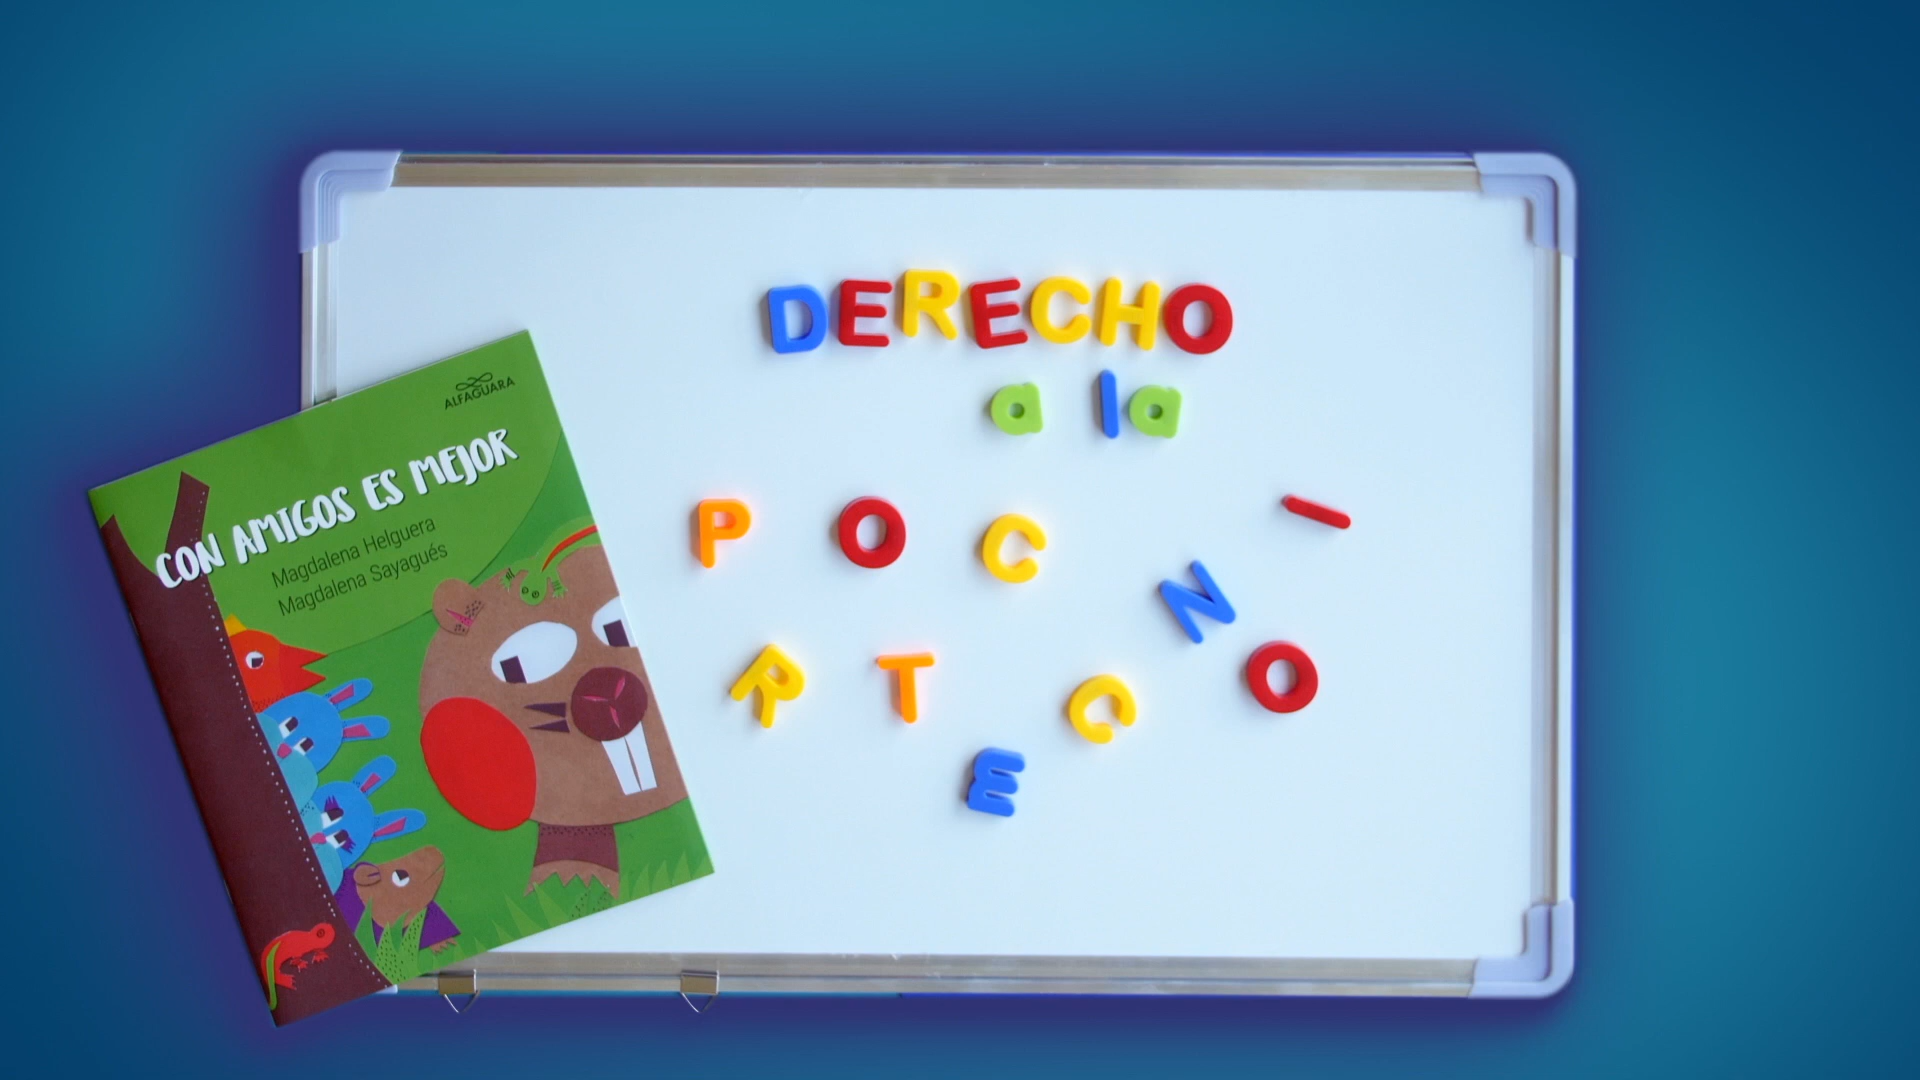 ALFAGUARA
CON AMIGOS ES MEJOR
Magdalena Helguera
Magdalena Sayagués
DERECHO
a la
P O C I
N
R T C O
E